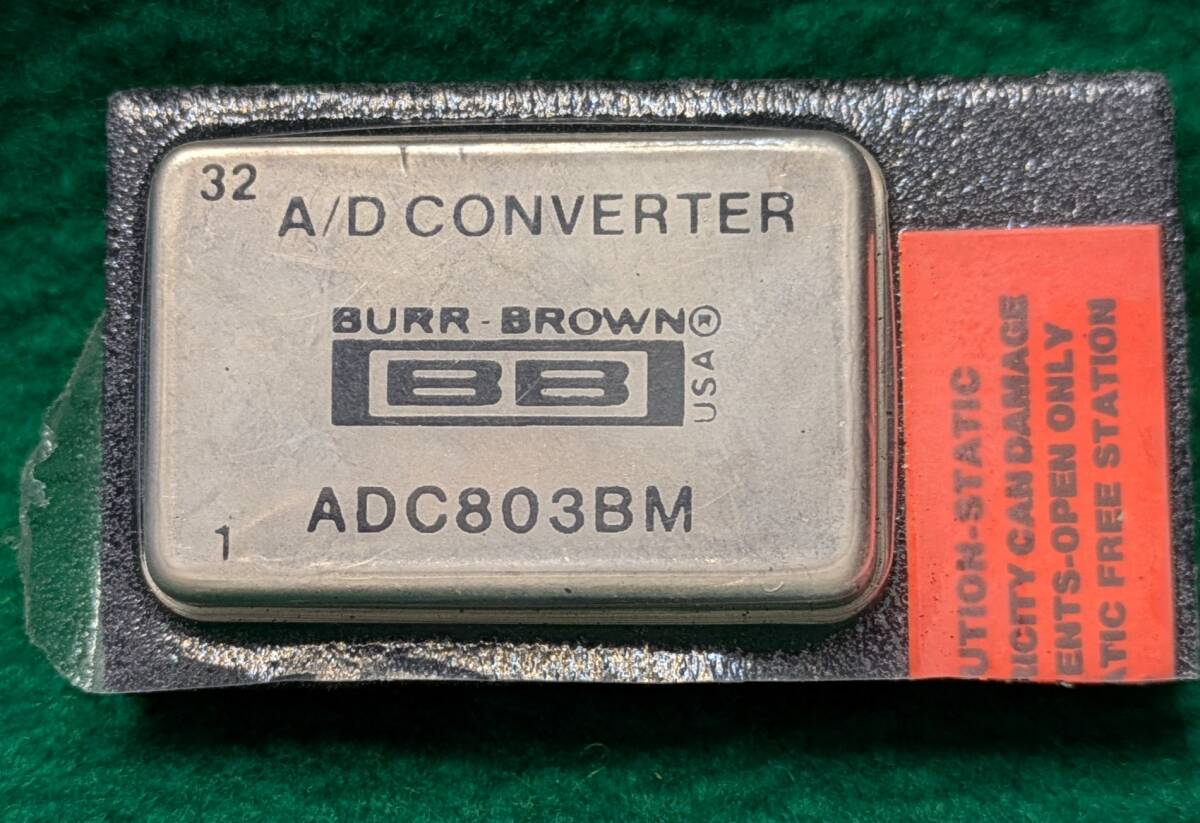 32
A/D CONVERTER
BURR-BROWN®
BB
USA
ADC803BM
1
UTION-STATIC
RICITY CAN DAMAGE
ENTS-OPEN ONLY
ATIC FREE STATION